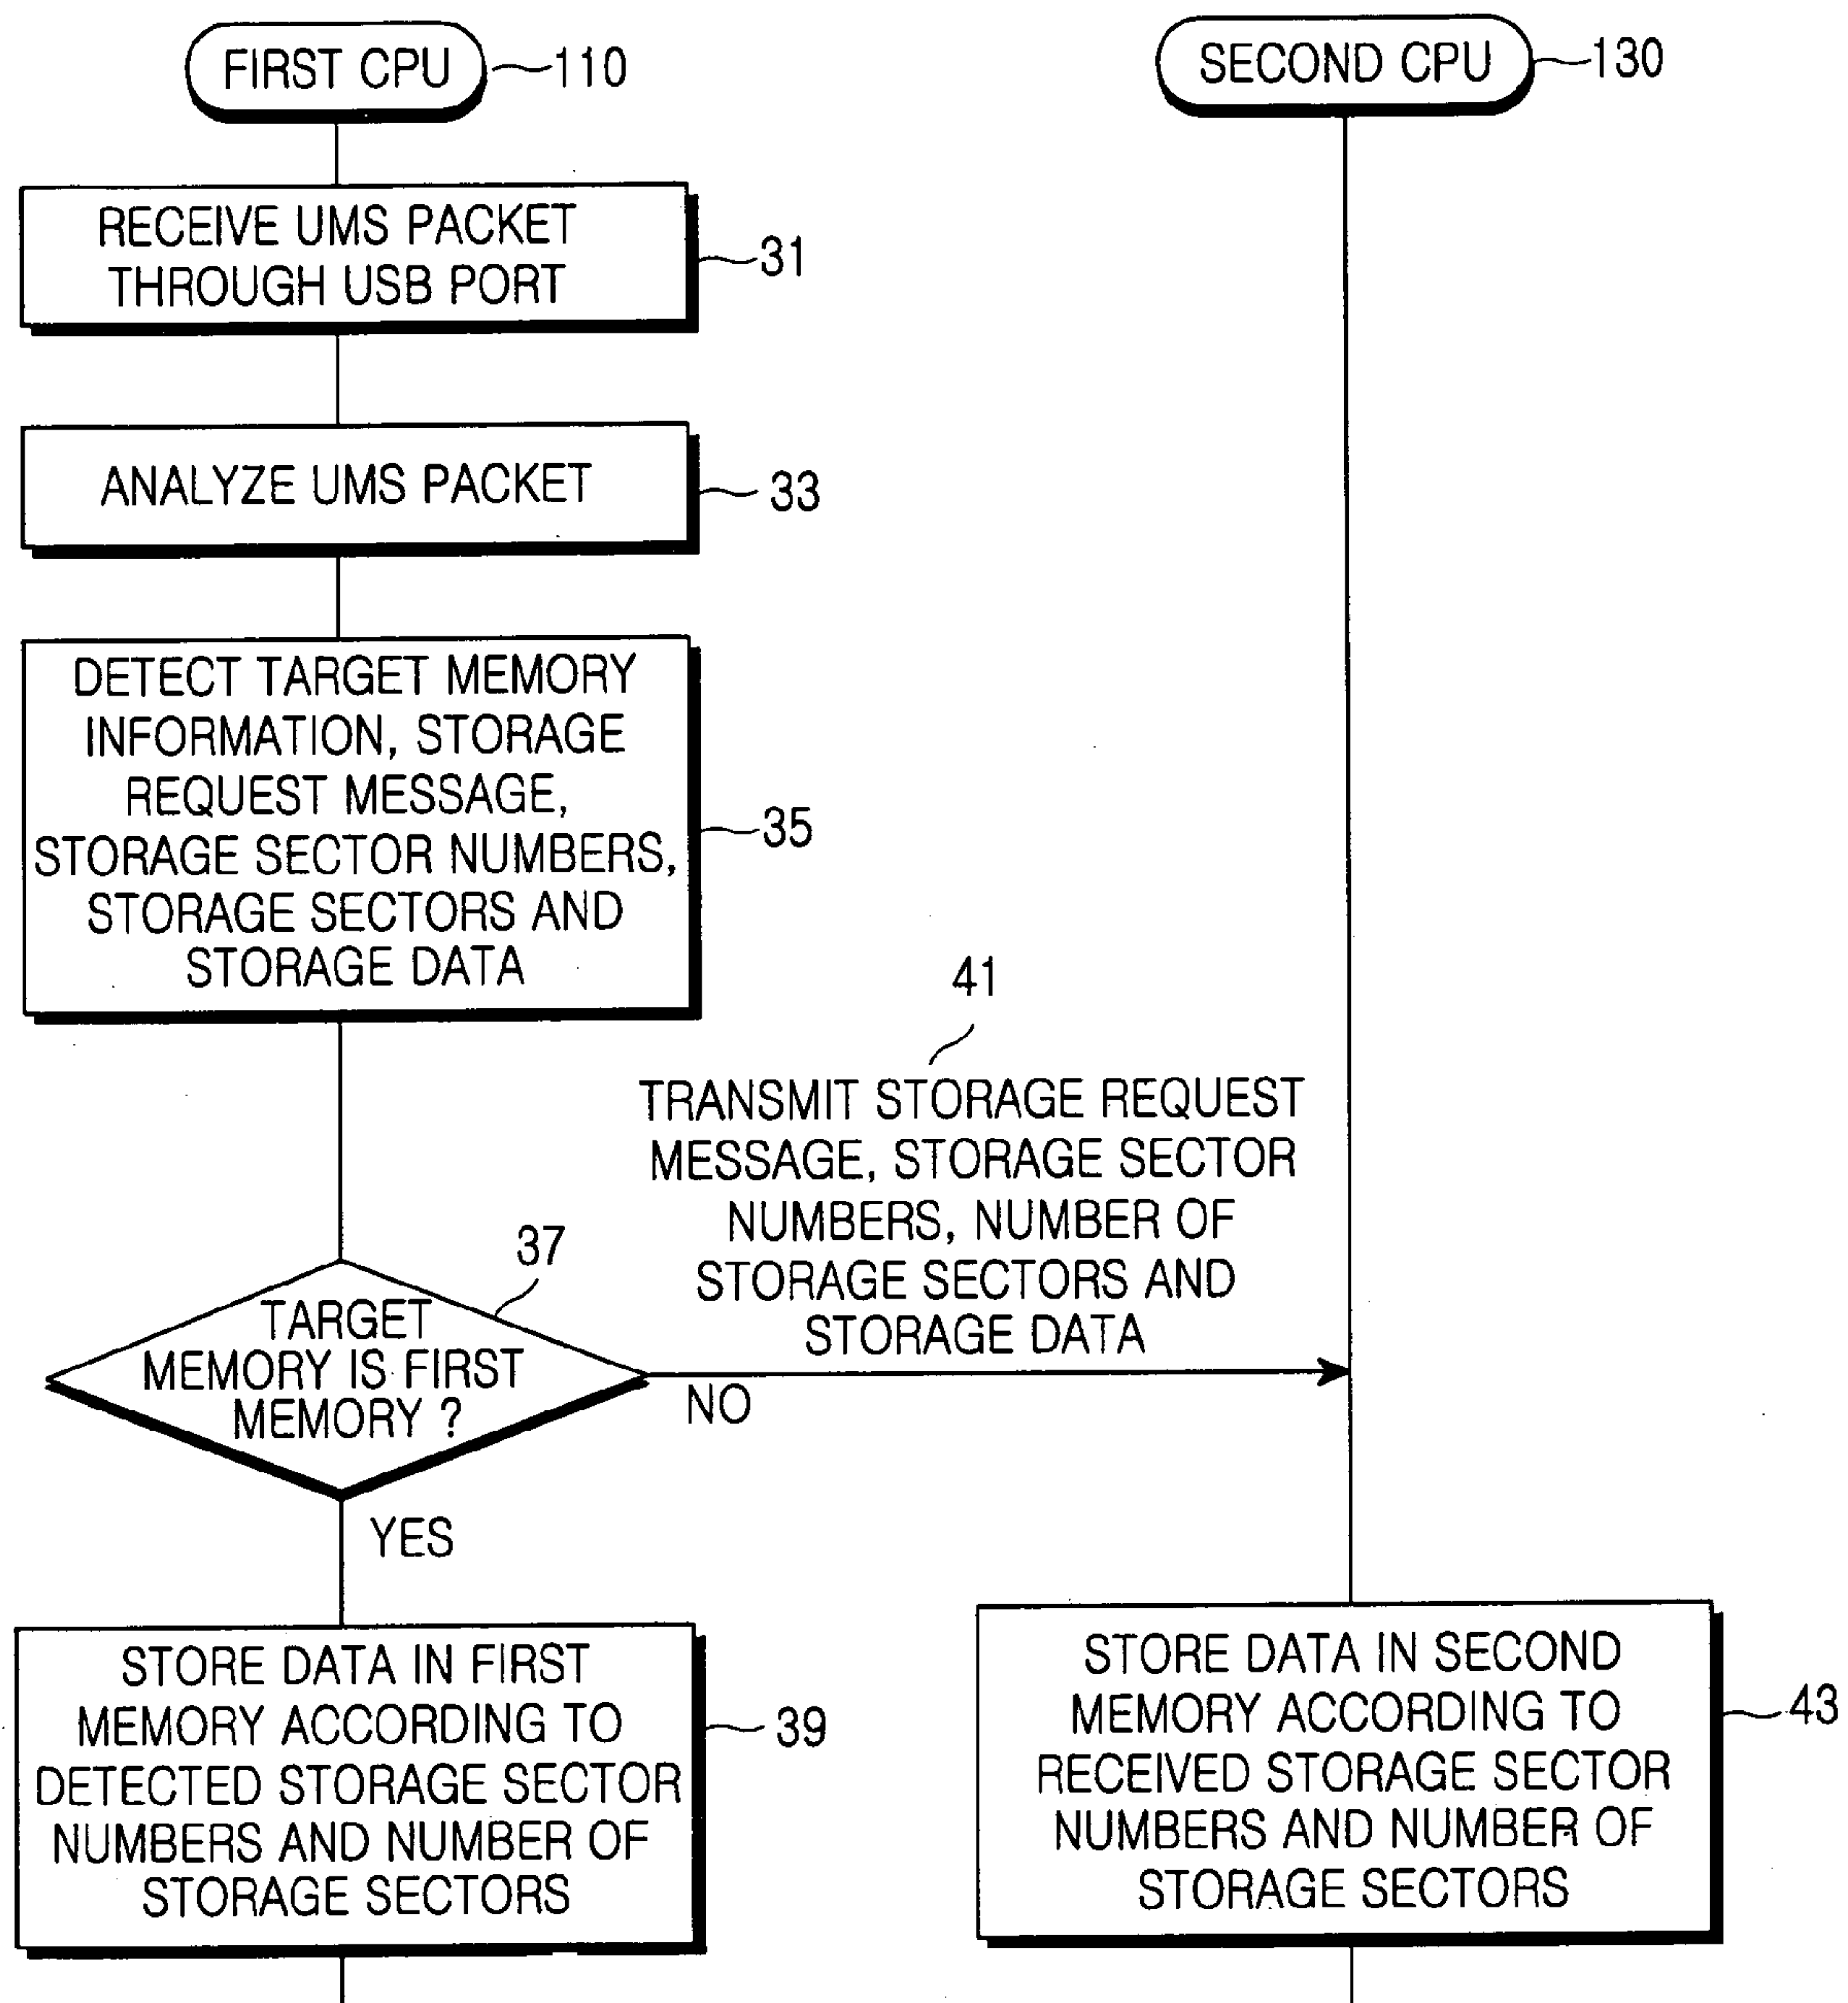 FIRST CPU
110
SECOND CPU
130
RECEIVE UMS PACKET
THROUGH USB PORT
31
ANALYZE UMS PACKET
33
DETECT TARGET MEMORY
INFORMATION, STORAGE
REQUEST MESSAGE,
STORAGE SECTOR NUMBERS,
STORAGE SECTORS AND
STORAGE DATA
35
41
TRANSMIT STORAGE REQUEST
MESSAGE, STORAGE SECTOR
NUMBERS, NUMBER OF
STORAGE SECTORS AND
STORAGE DATA
37
TARGET
MEMORY IS FIRST
MEMORY ?
NO
YES
STORE DATA IN FIRST
MEMORY ACCORDING TO
DETECTED STORAGE SECTOR
NUMBERS AND NUMBER OF
STORAGE SECTORS
39
STORE DATA IN SECOND
MEMORY ACCORDING TO
RECEIVED STORAGE SECTOR
NUMBERS AND NUMBER OF
STORAGE SECTORS
43